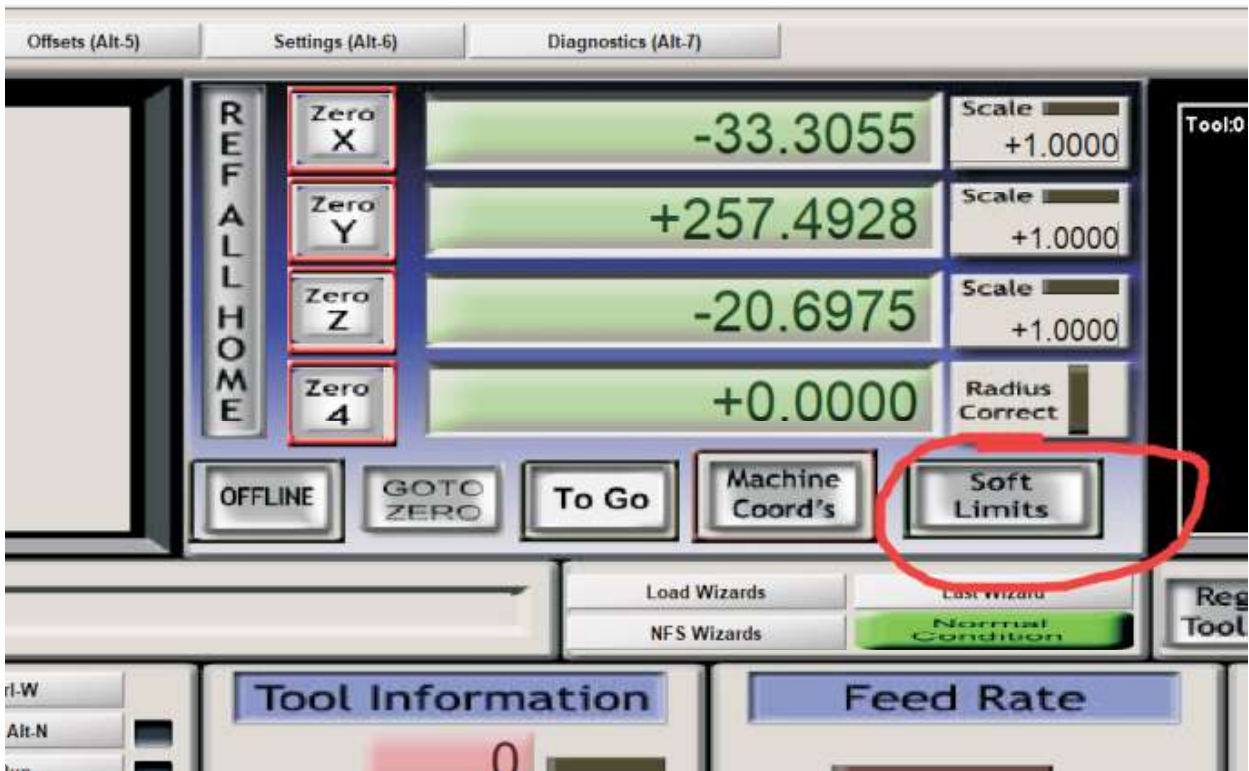 Offsets (Alt-5)
Settings (Alt-6)
Diagnostics (Alt-7)
REF ALL HOME
Zero X
-33.3055
Scale
+1.0000
Zero Y
+257.4928
Scale
+1.0000
Zero Z
-20.6975
Scale
+1.0000
Zero 4
+0.0000
Radius
Correct
Tool:0
OFFLINE
GOTO
ZERO
To Go
Machine
Coord's
Soft
Limits
Load Wizards
Last Wizard
NFS Wizards
Normal
Condition
Tool
rl-W
Alt-N
Tool Information
0
Feed Rate